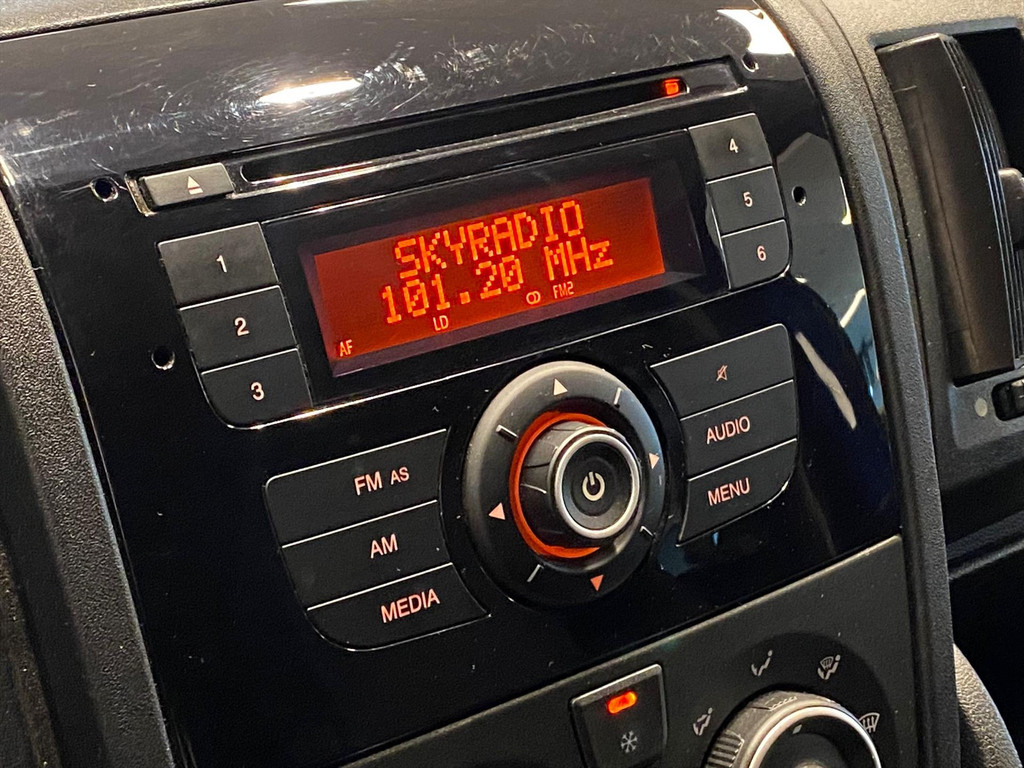 4
5
6
1
2
3
SKYRADIO
101.20 MHz
AF LD FM2
FM AS
AM
MEDIA
AUDIO
MENU